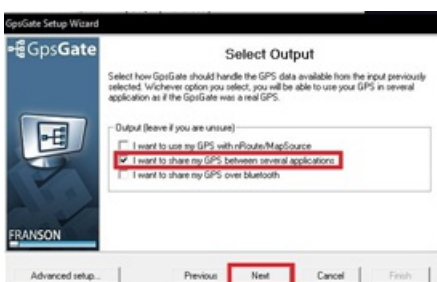 GpsGate Setup Wizard
GpsGate
Select Output
Select how GpsGate should handle the GPS data available from the input previously
selected. Whichever option you select, you will be able to use your GPS in several
application as if the GpsGate was a real GPS.
Output (leave if you are unsure)
I want to use my GPS with nRoute/MapSource
I want to share my GPS between several applications
I want to share my GPS over bluetooth
FRANSON
Advanced setup...
Previous
Next
Cancel
Finish